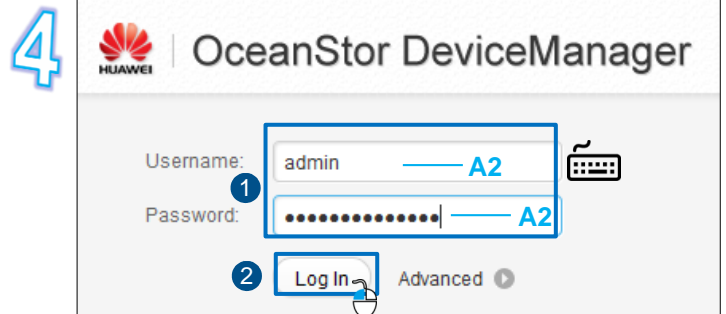 4
HUAWEI
OceanStor DeviceManager
Username: admin A2
1
Password: ●●●●●●●●●●●●●● A2
2 Log In Advanced